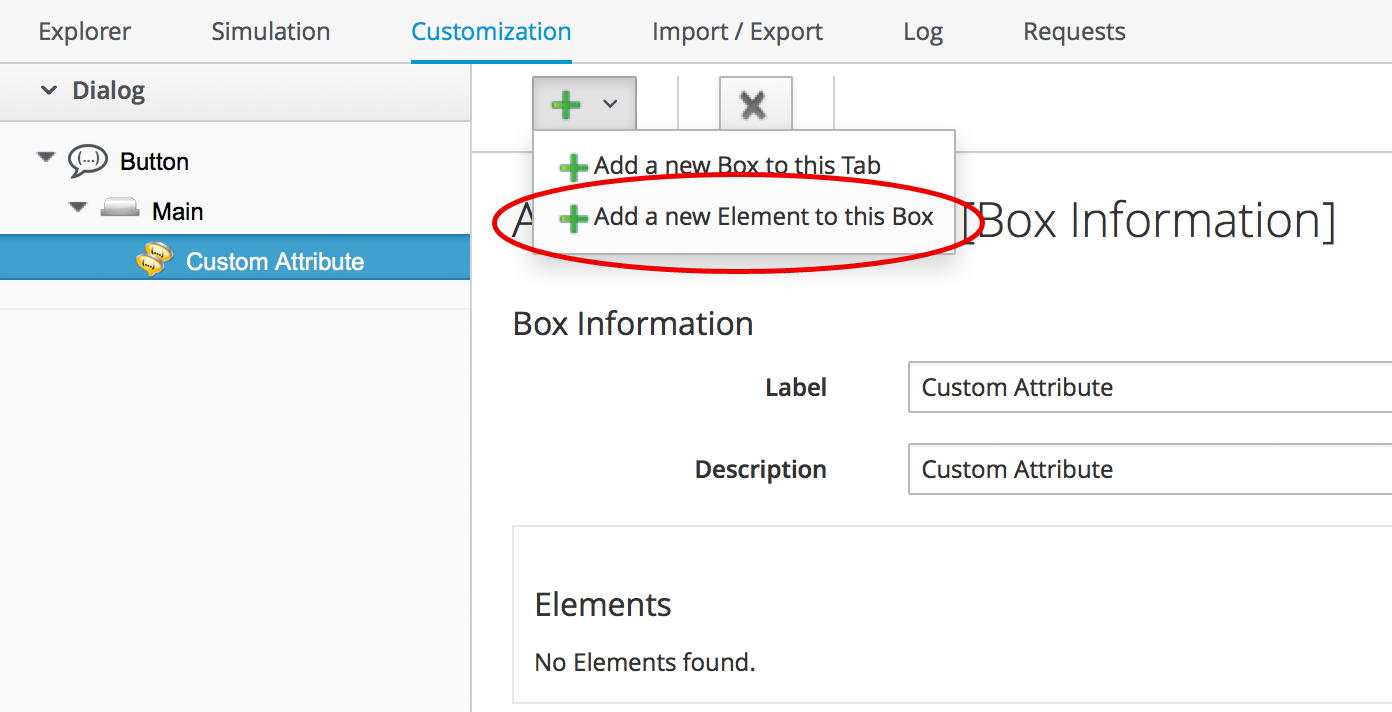 Explorer Simulation Customization Import / Export Log Requests
Dialog
Button
Main
Custom Attribute
Add a new Box to this Tab
Add a new Element to this Box
[Box Information]
Box Information
Label Custom Attribute
Description Custom Attribute
Elements
No Elements found.